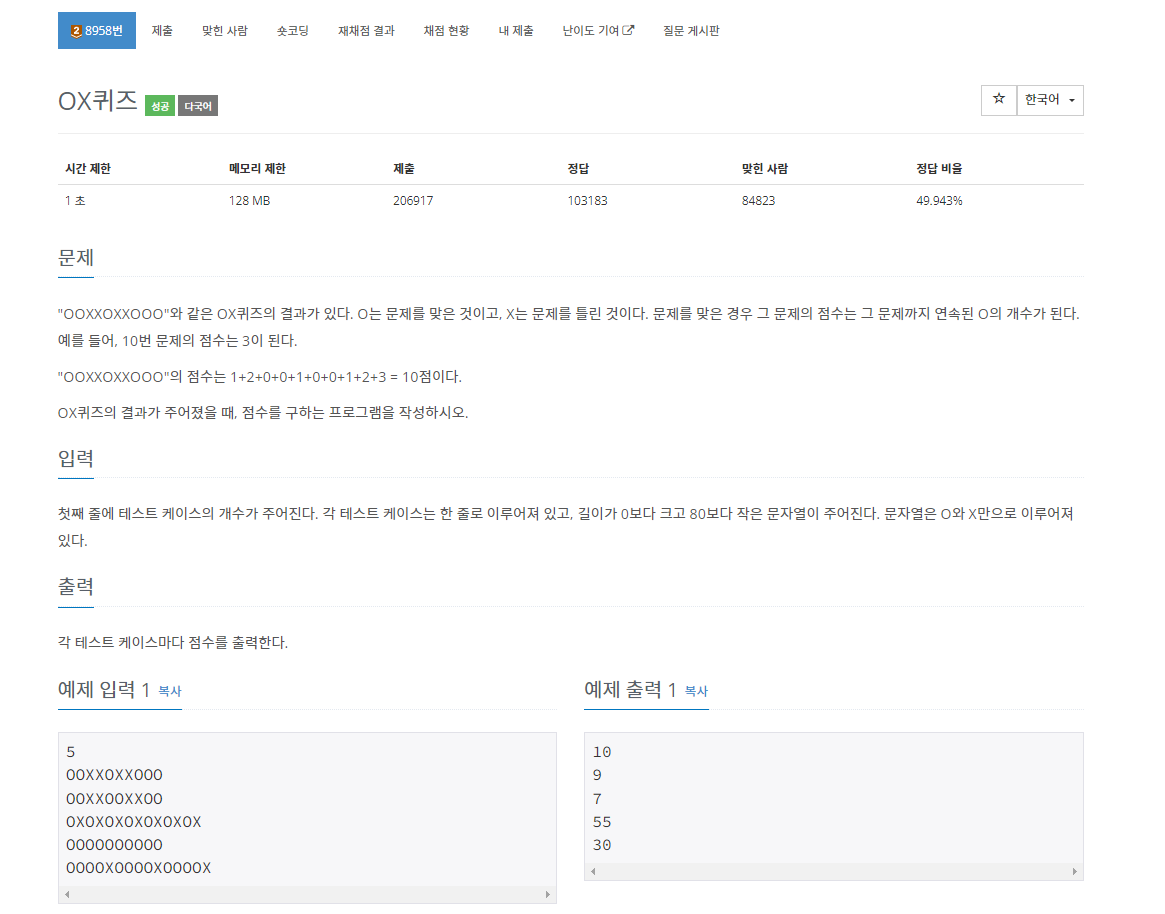 2 8958번 제출 맞힌 사람 숏코딩 재채점 결과 채점 현황 내 제출 난이도 기여 질문 게시판
OX퀴즈 성공 다국어 한국어
시간 제한 메모리 제한 제출 정답 맞힌 사람 정답 비율
1 초 128 MB 206917 103183 84823 49.943%
문제
"OOXXOXXOOO"와 같은 OX퀴즈의 결과가 있다. O는 문제를 맞은 것이고, X는 문제를 틀린 것이다. 문제를 맞은 경우 그 문제의 점수는 그 문제까지 연속된 O의 개수가 된다.
예를 들어, 10번 문제의 점수는 3이 된다.
"OOXXOXXOOO"의 점수는 1+2+0+0+1+0+0+1+2+3 = 10점이다.
OX퀴즈의 결과가 주어졌을 때, 점수를 구하는 프로그램을 작성하시오.
입력
첫째 줄에 테스트 케이스의 개수가 주어진다. 각 테스트 케이스는 한 줄로 이루어져 있고, 길이가 0보다 크고 80보다 작은 문자열이 주어진다. 문자열은 O와 X만으로 이루어져
있다.
출력
각 테스트 케이스마다 점수를 출력한다.
예제 입력 1 복사
5
OOXXOXXOOO
OOXXOOXXOO
OXOXOXOXOXOXOX
OOOOOOOOOO
OOOOXOOOOXOOOOX
예제 출력 1 복사
10
9
7
55
30